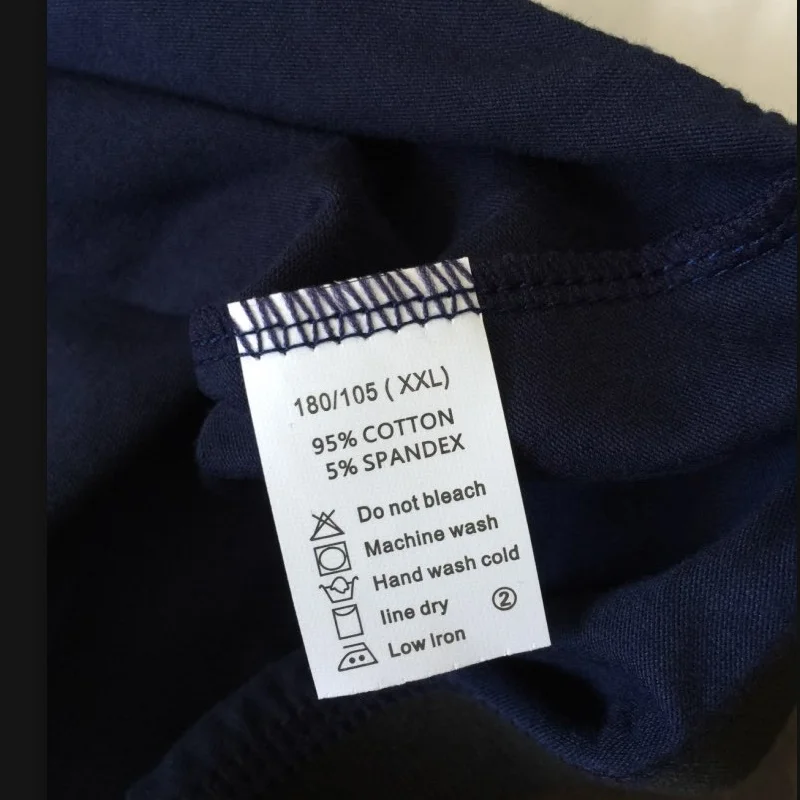 180/105 ( XXL)
95% COTTON
5% SPANDEX
Do not bleach
Machine wash
Hand wash cold
line dry ②
Low Iron